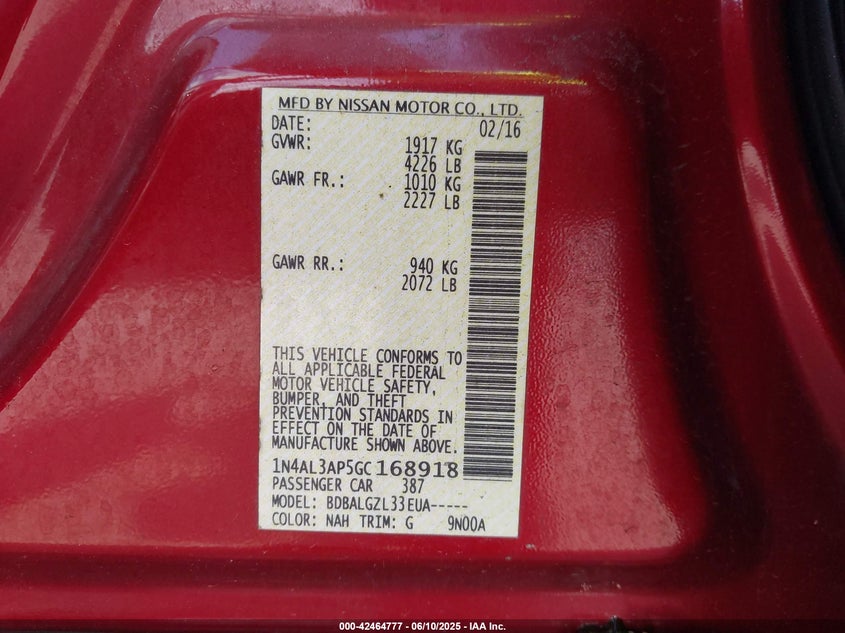 MFD BY NISSAN MOTOR CO., LTD.
DATE: 02/16
GVWR: 1917 KG
4226 LB
GAWR FR.: 1010 KG
2227 LB
GAWR RR.: 940 KG
2072 LB
THIS VEHICLE CONFORMS TO
ALL APPLICABLE FEDERAL
MOTOR VEHICLE SAFETY,
BUMPER, AND THEFT
PREVENTION STANDARDS IN
EFFECT ON THE DATE OF
MANUFACTURE SHOWN ABOVE.
1N4AL3AP5GC168918
PASSENGER CAR 387
MODEL: BDBALGZL33EUA-----
COLOR: NAH TRIM: G 9N00A
000-42464777 - 06/10/2025 - IAA Inc.